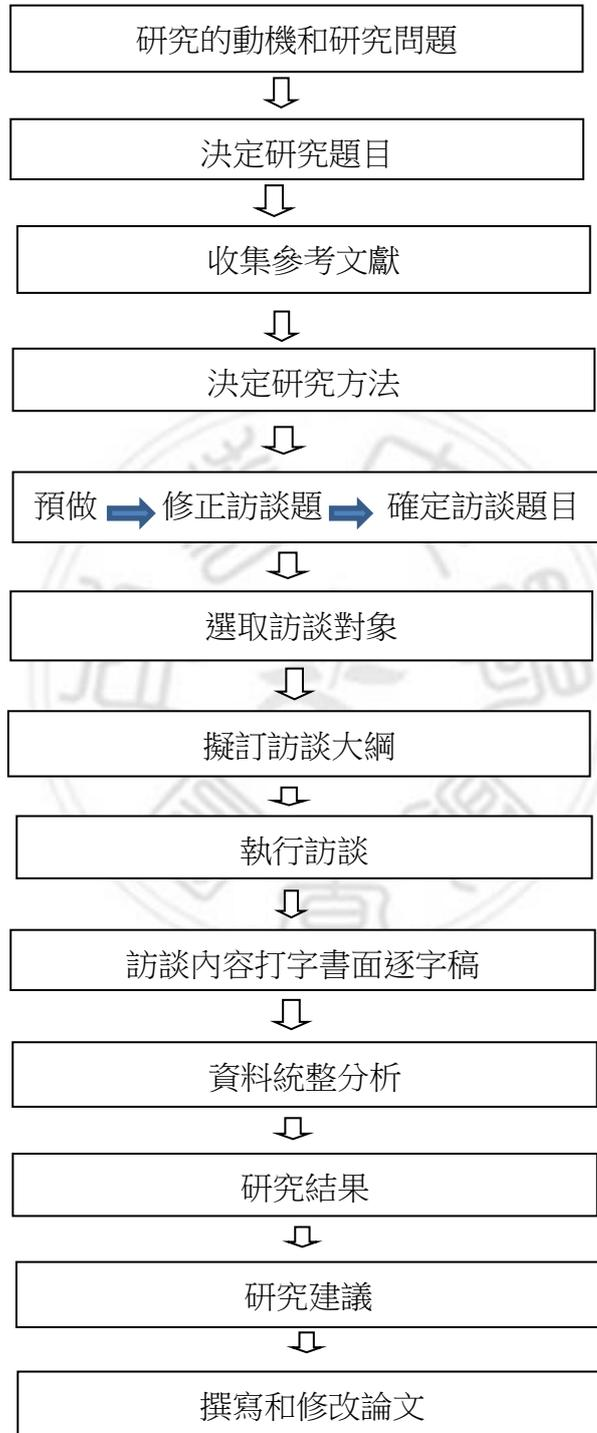 研究的動機和研究問題
決定研究題目
收集參考文獻
決定研究方法
預做 修正訪談題 確定訪談題目
選取訪談對象
擬訂訪談大綱
執行訪談
訪談內容打字書面逐字稿
資料統整分析
研究結果
研究建議
撰寫和修改論文